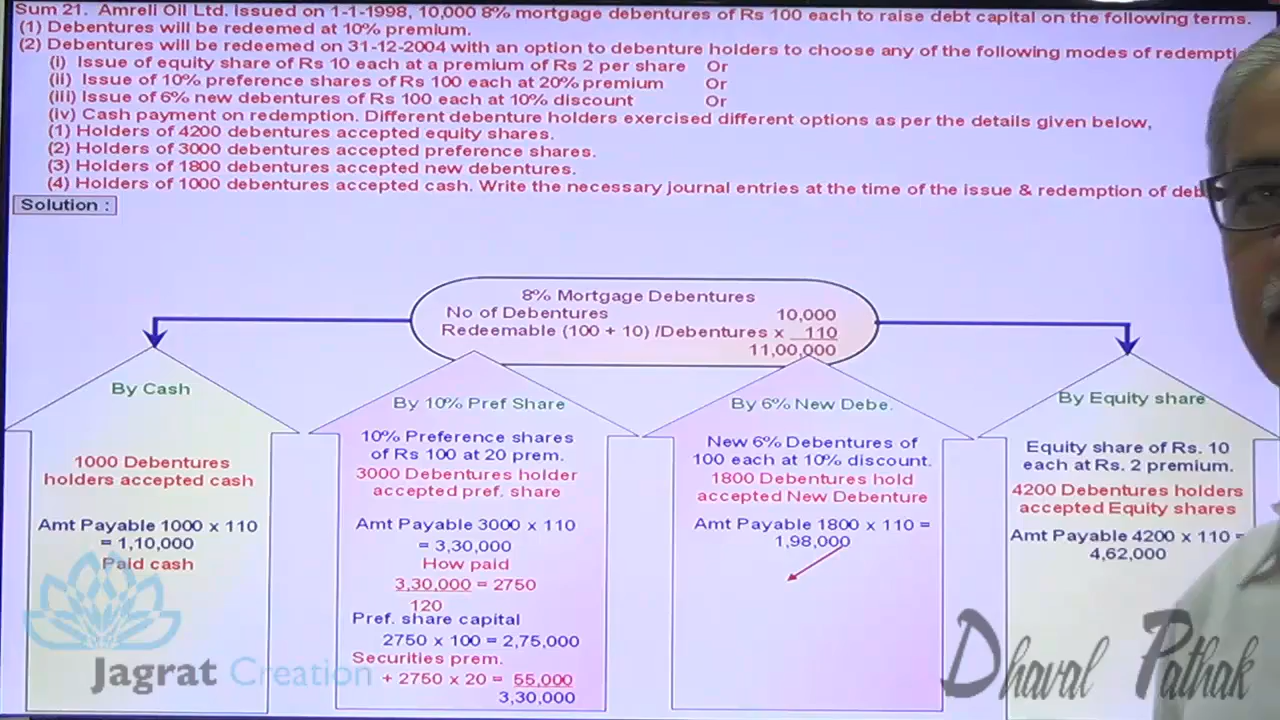 Sum 21. Amreli Oil Ltd. issued on 1-1-1998, 10,000 8% mortgage debentures of Rs 100 each to raise debt capital on the following terms.
(1) Debentures will be redeemed at 10% premium.
(2) Debentures will be redeemed on 31-12-2004 with an option to debenture holders to choose any of the following modes of
(i) Issue of equity share of Rs 10 each at a premium of Rs 2 per share Or
(ii) Issue of 10% preference shares of Rs 100 each at 20% premium Or
(iii) Issue of 6% new debentures of Rs 100 each at 10% discount Or
(iv) Cash payment on redemption. Different debenture holders exercised different options as per the details given below,
(1) Holders of 4200 debentures accepted equity shares.
(2) Holders of 3000 debentures accepted preference shares.
(3) Holders of 1800 debentures accepted new debentures.
(4) Holders of 1000 debentures accepted cash. Write the necessary journal entries at the time of the issue & redemption of
Solution :
8% Mortgage Debentures
No of Debentures 10,000
Redeemable (100 + 10) /Debentures x 110
11,00,000
By Cash
1000 Debentures
holders accepted cash
Amt Payable 1000 x 110
= 1,10,000
Paid cash
By 10% Pref Share
10% Preference shares
of Rs 100 at 20 prem.
3000 Debentures holder
accepted pref. share
Amt Payable 3000 x 110
= 3,30,000
How paid
3,30,000 = 2750
120
Pref. share capital
2750 x 100 = 2,75,000
Securities prem.
+ 2750 x 20 = 55,000
3,30,000
By 6% New Debe.
New 6% Debentures of
100 each at 10% discount.
1800 Debentures hold
accepted New Debenture
Amt Payable 1800 x 110 =
1,98,000
By Equity share
Equity share of Rs. 10
each at Rs. 2 premium.
4200 Debentures holders
accepted Equity shares
Amt Payable 4200 x 110 =
4,62,000
Jagrat Creation
Dhaval Pathak